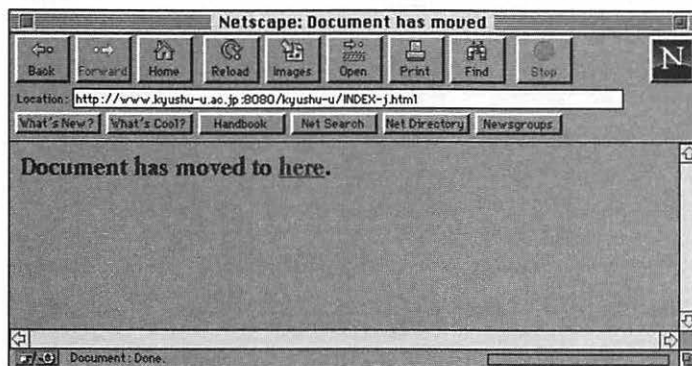 Netscape: Document has moved
Back Forward Home Reload Images Open Print Find Stop N
Location: http://www.kyushu-u.ac.jp:8080/kyushu-u/INDEX-j.html
What's New? What's Cool? Handbook Net Search Net Directory Newsgroups
Document has moved to here.
Document: Done.